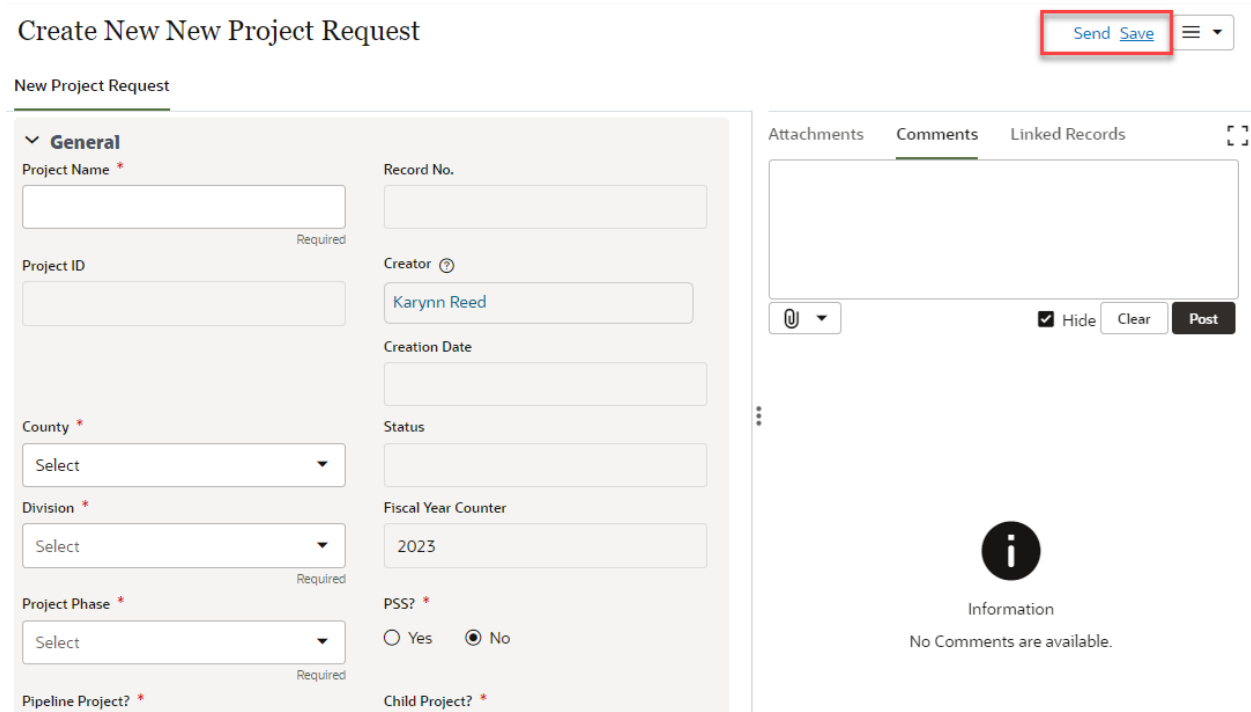 Create New New Project Request
Send Save
New Project Request
General
Project Name *
Required
Project ID
County *
Select
Division *
Select
Required
Project Phase *
Select
Required
Pipeline Project? *
Record No.
Creator ?
Karynn Reed
Creation Date
Status
Fiscal Year Counter
2023
PSS? *
Yes No
Child Project? *
Attachments Comments Linked Records
Hide Clear Post
Information
No Comments are available.